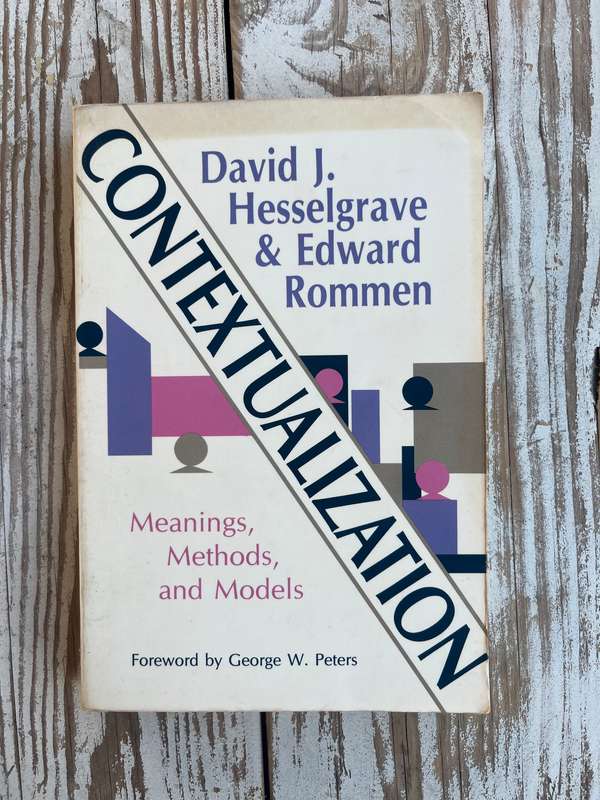 David J.
Hesselgrave
& Edward
Rommen
CONTEXTUALIZATION
Meanings,
Methods,
and Models
Foreword by George W. Peters